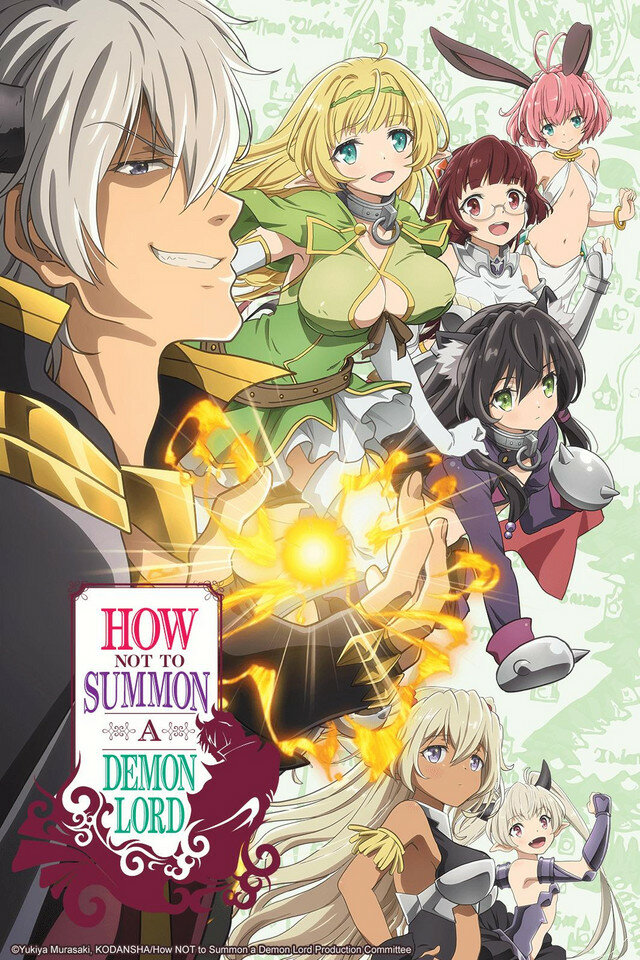 HOW
NOT TO
SUMMON
A
DEMON
LORD
©Yukiya Murasaki, KODANSHA/How NOT to Summon a Demon Lord Production Committee